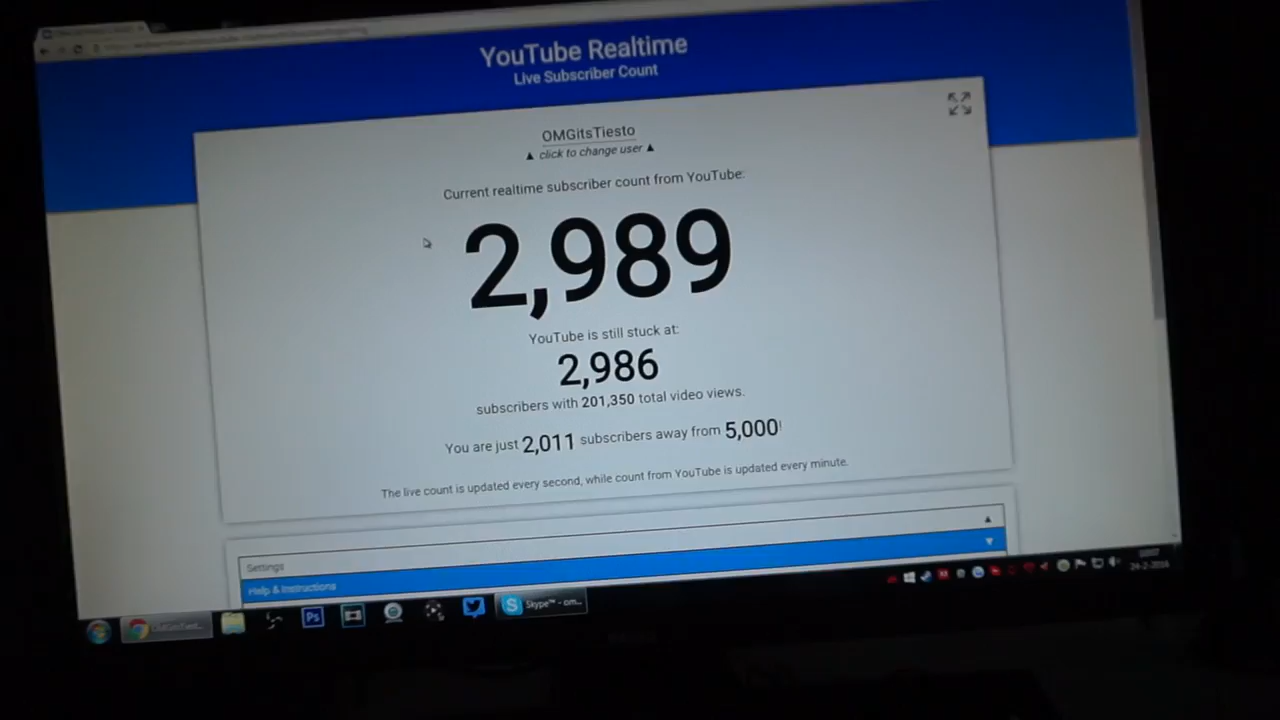 YouTube Realtime
Live Subscriber Count
OMGitsTiesto
▲ click to change user ▲
Current realtime subscriber count from YouTube:
2,989
YouTube is still stuck at:
2,986
subscribers with 201,350 total video views.
You are just 2,011 subscribers away from 5,000!
The live count is updated every second, while count from YouTube is updated every minute.
Settings
Help & Instructions
Ps
Skype™ - om...